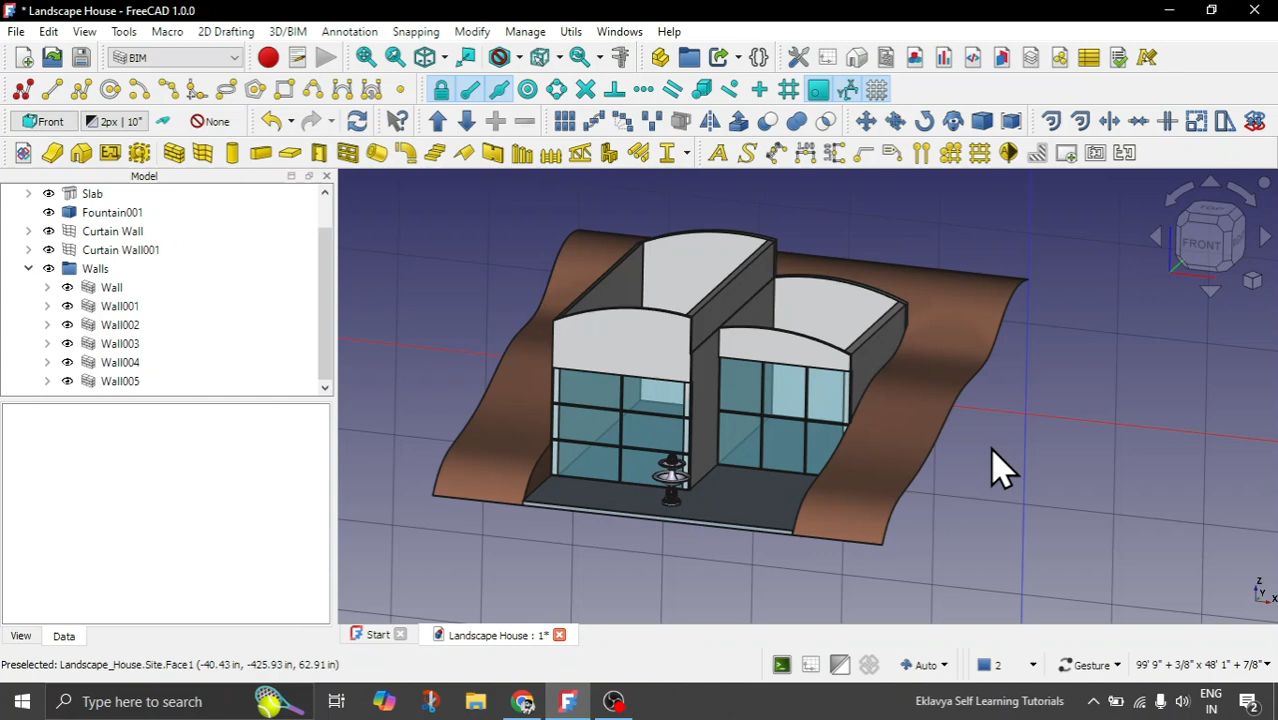 * Landscape House - FreeCAD 1.0.0
File Edit View Tools Macro 2D Drafting 3D/BIM Annotation Snapping Modify Manage Utils Windows Help
BIM
Front 2px | 10" None
Model
Slab
Fountain001
Curtain Wall
Curtain Wall001
Walls
Wall
Wall001
Wall002
Wall003
Wall004
Wall005
TOP
FRONT
Z
Y
X
View Data
Start Landscape House : 1*
Preselected: Landscape_House.Site.Face1 (-40.43 in, -425.93 in, 62.91 in)
Auto 2 Gesture 99' 9" + 3/8" x 48' 1" + 7/8"
Type here to search
Eklavya Self Learning Tutorials
ENG
IN
2